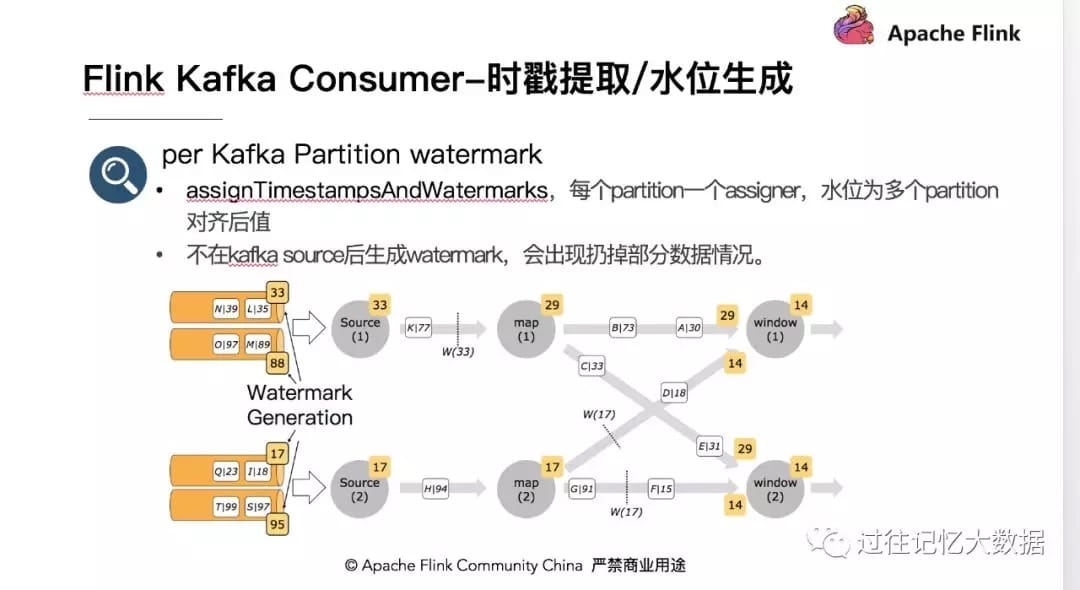 Apache Flink
Flink Kafka Consumer-时戳提取/水位生成
per Kafka Partition watermark
• assignTimestampsAndWatermarks，每个partition一个assigner，水位为多个partition
对齐后值
• 不在kafka source后生成watermark，会出现扔掉部分数据情况。
33
N|39 L|35
O|97 M|89
88
Source
(1)
33
K|77
W(33)
map
(1)
29
B|73
A|30
29
window
(1)
14
14
C|33
D|18
W(17)
E|31
29
Watermark
Generation
17
Q|23 I|18
T|99 S|97
95
Source
(2)
17
H|94
map
(2)
17
G|91
F|15
W(17)
14
window
(2)
14
过往记忆大数据
© Apache Flink Community China 严禁商业用途